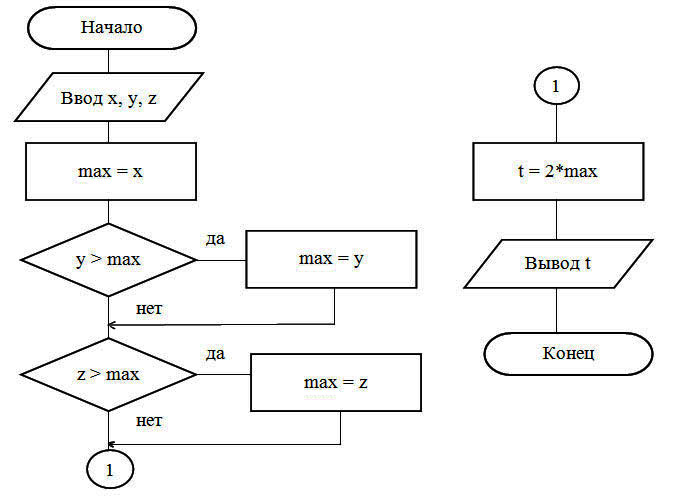 Начало
Ввод x, y, z
max = x
y > max
да
max = y
нет
z > max
да
max = z
нет
1
1
t = 2*max
Вывод t
Конец